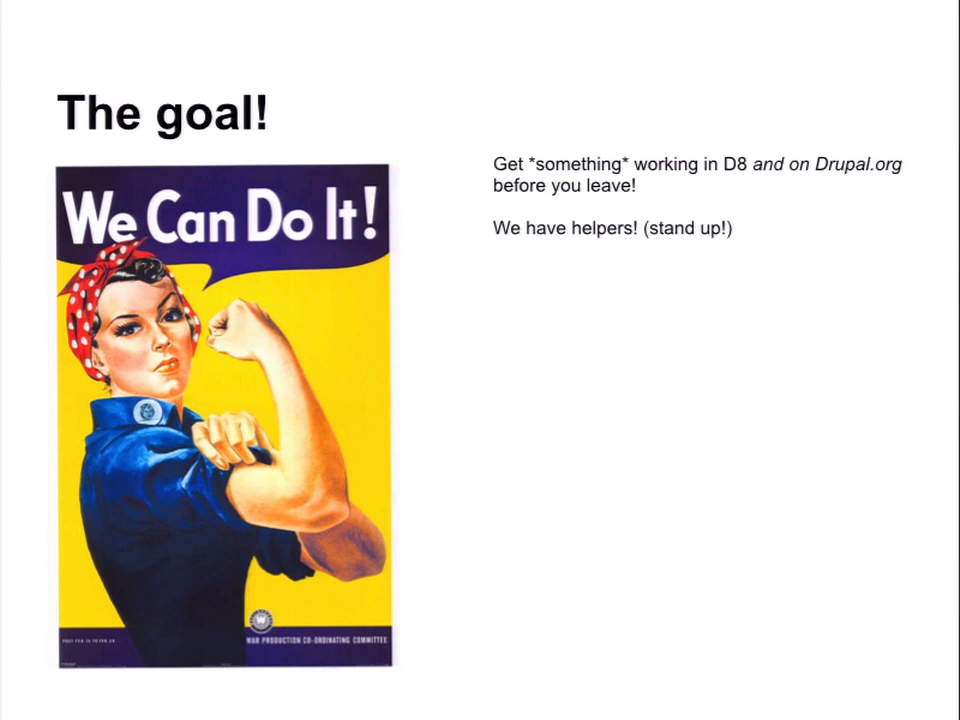 The goal!
We Can Do It!
Get *something* working in D8 and on Drupal.org
before you leave!
We have helpers! (stand up!)
WAR PRODUCTION CO-ORDINATING COMMITTEE